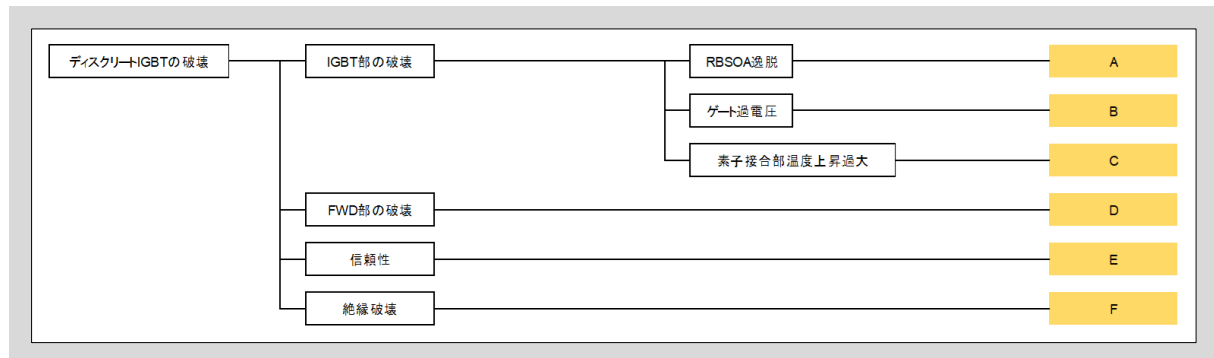 ディスクリートIGBTの破壊
IGBT部の破壊
RBSOA逸脱
A
ゲート過電圧
B
素子接合部温度上昇過大
C
FWD部の破壊
D
信頼性
E
絶縁破壊
F